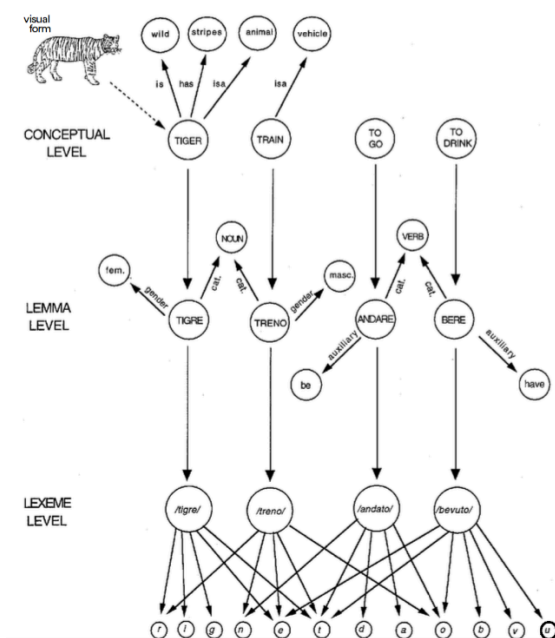 visual
form
wild
stripes
animal
vehicle
is
has
isa
isa
CONCEPTUAL
LEVEL
TIGER
TRAIN
TO
GO
TO
DRINK
NOUN
VERB
fem.
masc.
gender
cat.
cat.
gender
cat.
cat.
LEMMA
LEVEL
TIGRE
TRENO
ANDARE
BERE
auxiliary
auxiliary
be
have
LEXEME
LEVEL
/tigre/
/treno/
/andato/
/bevuto/
r i g n e t d a o b v u